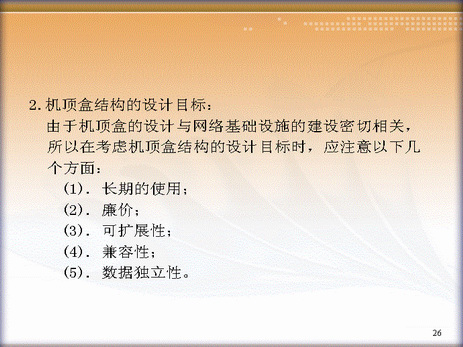 2.机顶盒结构的设计目标：
由于机顶盒的设计与网络基础设施的建设密切相关，
所以在考虑机顶盒结构的设计目标时，应注意以下几
个方面：
(1). 长期的使用；
(2). 廉价；
(3). 可扩展性；
(4). 兼容性；
(5). 数据独立性。
26